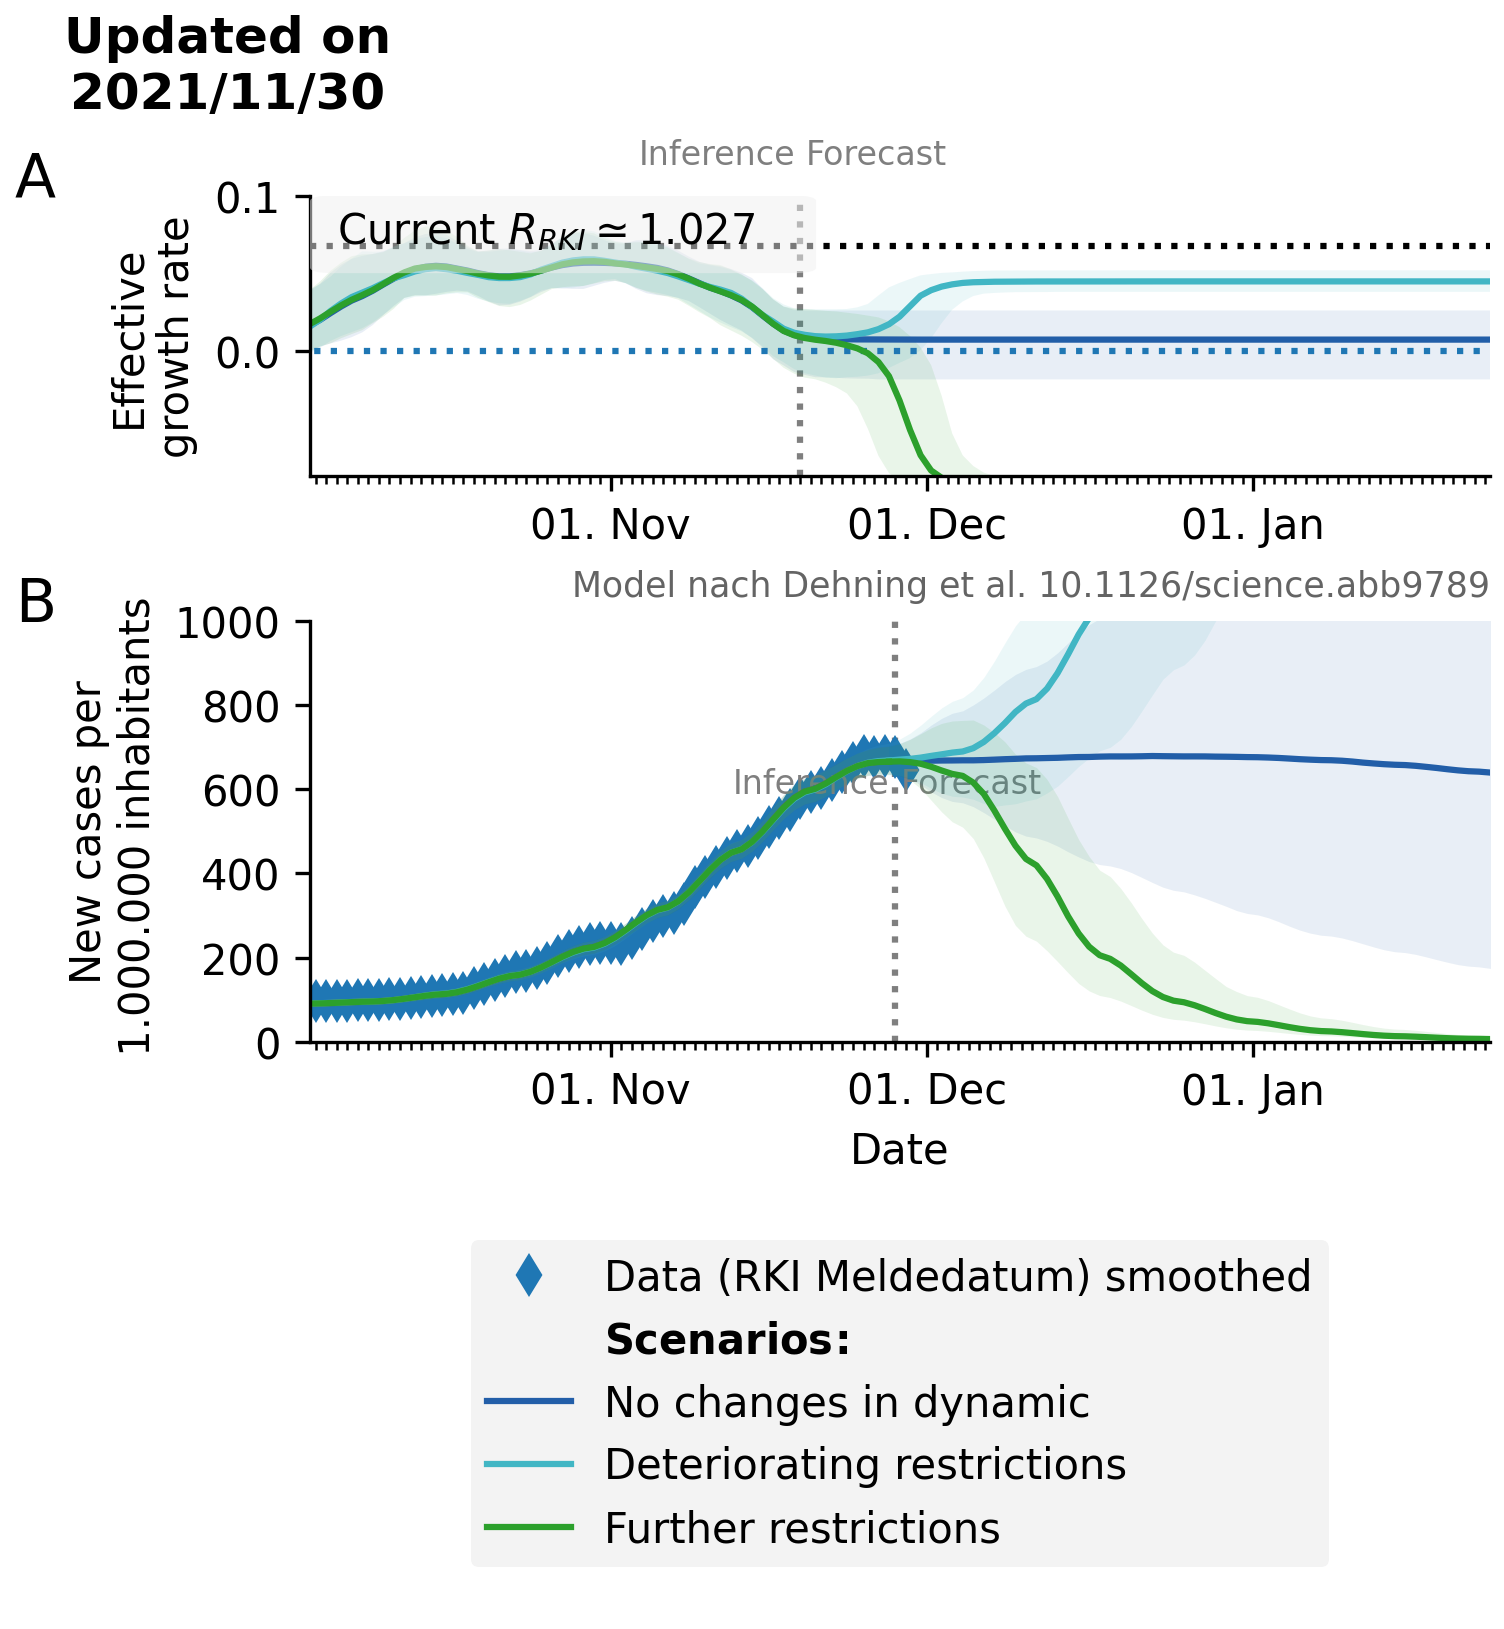 Updated on
2021/11/30
A
Inference Forecast
0.1
0.0
Effective
growth rate
Current R_RKI ≃ 1.027
01. Nov 01. Dec 01. Jan
B
Model nach Dehning et al. 10.1126/science.abb9789
1000
800
600
400
200
0
New cases per
1.000.000 inhabitants
Inference Forecast
01. Nov 01. Dec 01. Jan
Date
Data (RKI Meldedatum) smoothed
Scenarios:
No changes in dynamic
Deteriorating restrictions
Further restrictions